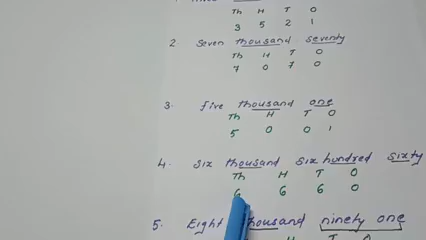 Th H T O
3 5 2 1
2. Seven thousand seventy
Th H T O
7 0 7 0
3. Five thousand one
Th H T O
5 0 0 1
4. Six thousand Six hundred sixty
Th H T O
6 6 6 0
5. Eight thousand ninety one
H T O